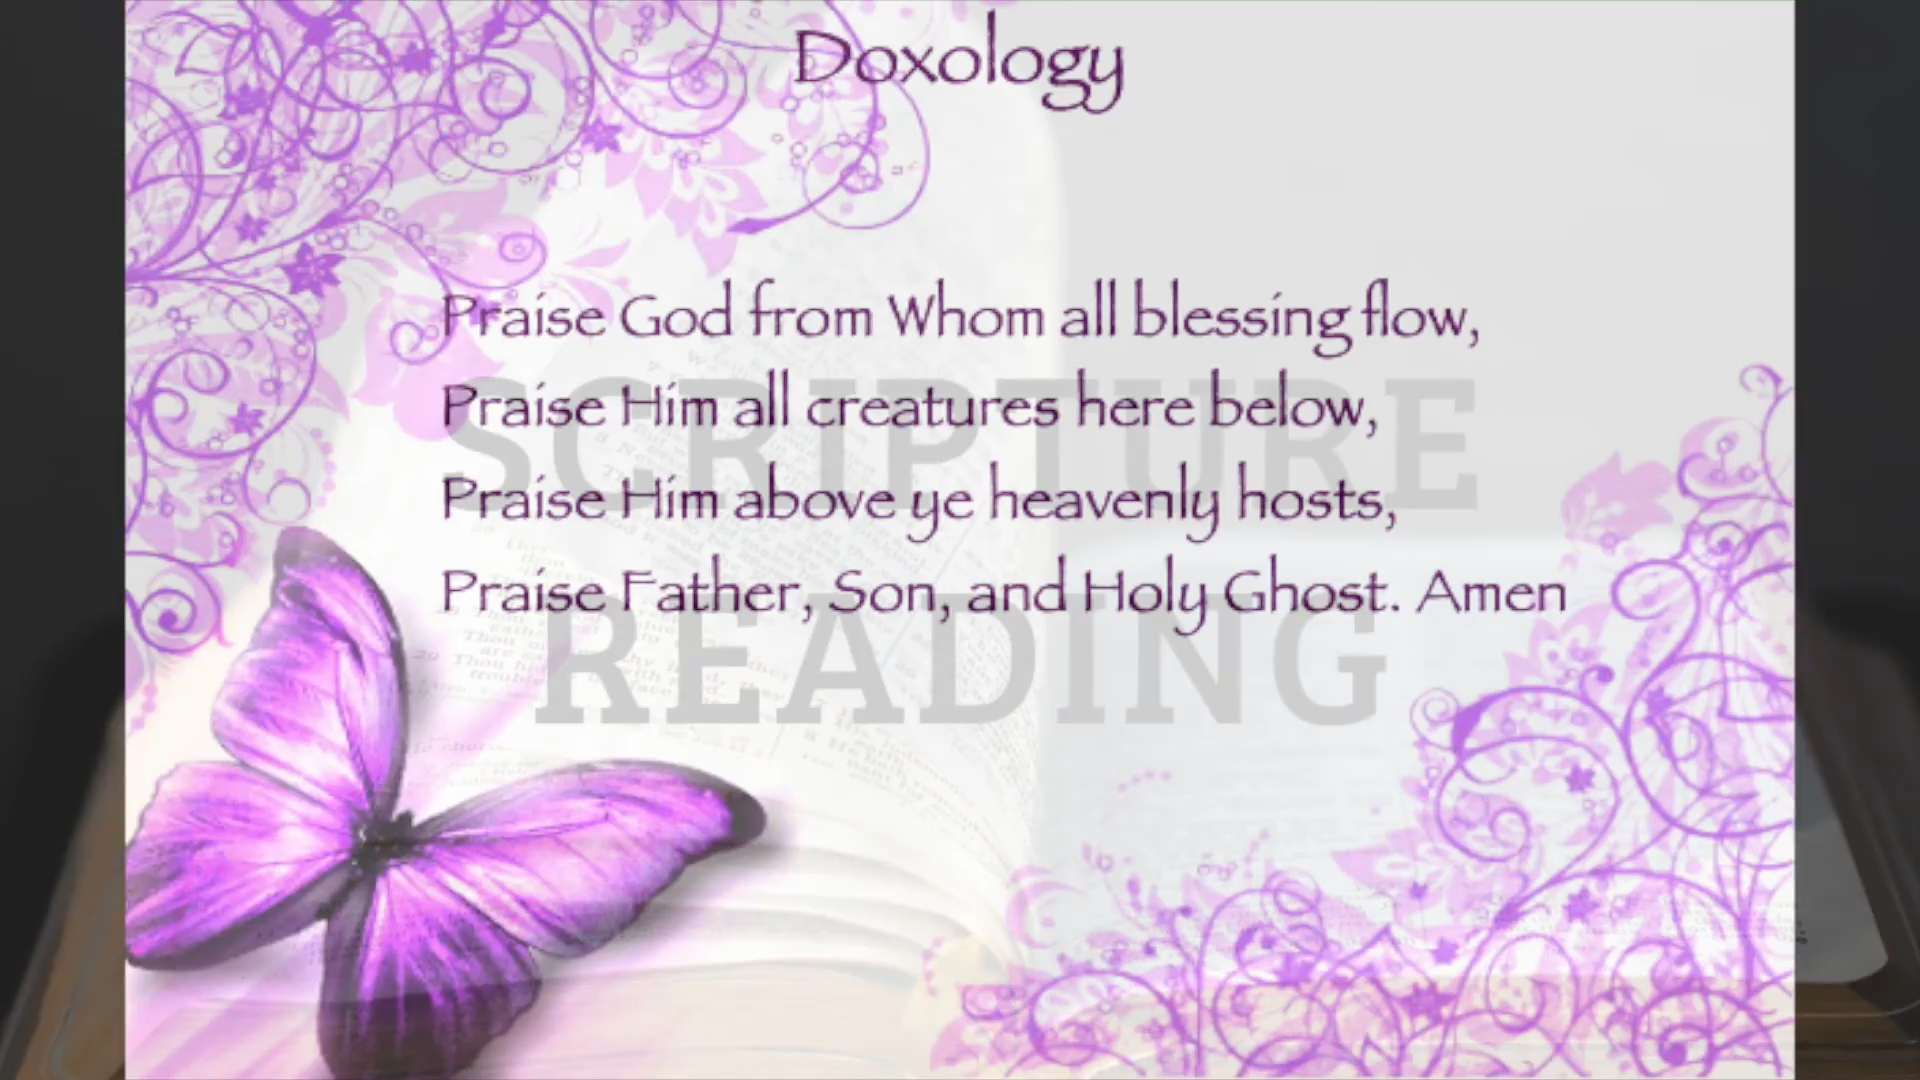 Doxology
Praise God from Whom all blessing flow,
Praise Him all creatures here below,
SCRIPTURE
Praise Him above ye heavenly hosts,
Praise Father, Son, and Holy Ghost. Amen
READING